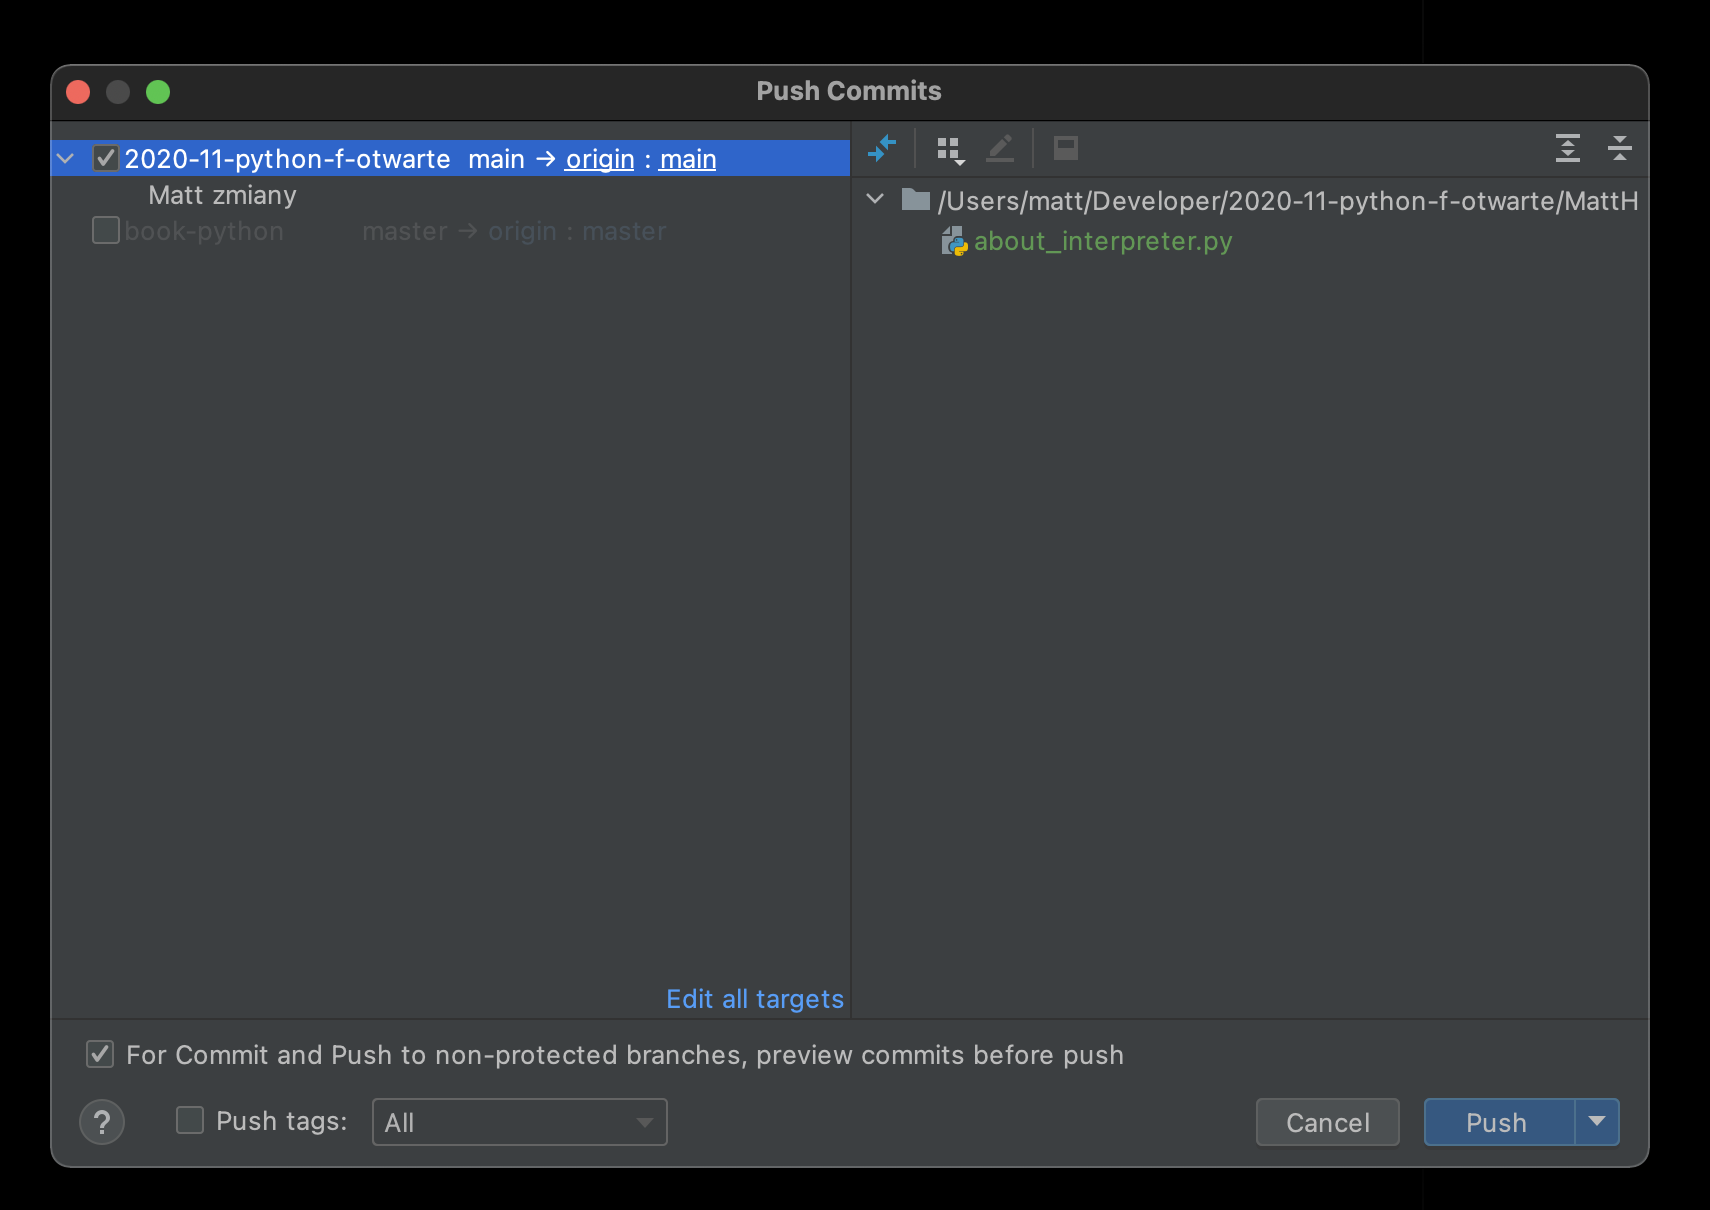 Push Commits
2020-11-python-f-otwarte main → origin : main
Matt zmiany
book-python master → origin : master
/Users/matt/Developer/2020-11-python-f-otwarte/MattH
about_interpreter.py
Edit all targets
For Commit and Push to non-protected branches, preview commits before push
? Push tags: All Cancel Push